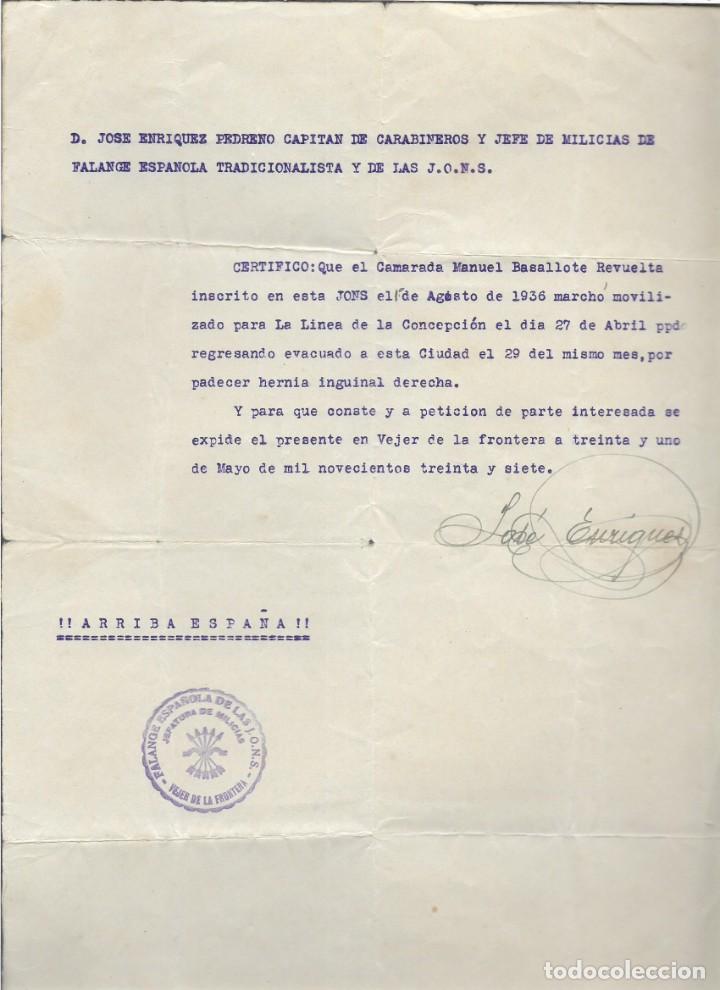 D. JOSE ENRIQUEZ PEDRENO CAPITAN DE CARABINEROS Y JEFE DE MILICIAS DE
FALANGE ESPANOLA TRADICIONALISTA Y DE LAS J.O.N.S.
CERTIFICO:Que el Camarada Manuel Basallote Revuelta
inscrito en esta JONS el 1º de Agosto de 1936 marchó movili-
zado para La Linea de la Concepción el dia 27 de Abril ppdo
regresando evacuado a esta Ciudad el 29 del mismo mes,por
padecer hernia inguinal derecha.
Y para que conste y a peticion de parte interesada se
expide el presente en Vejer de la frontera a treinta y uno
de Mayo de mil novecientos treinta y siete.
José Enriquez
!! A R R I B A E S P A Ñ A !!
FALANGE ESPAÑOLA DE LAS J.O.N.S.
JEFATURA DE MILICIAS
VEJER DE LA FRONTERA
todocoleccion